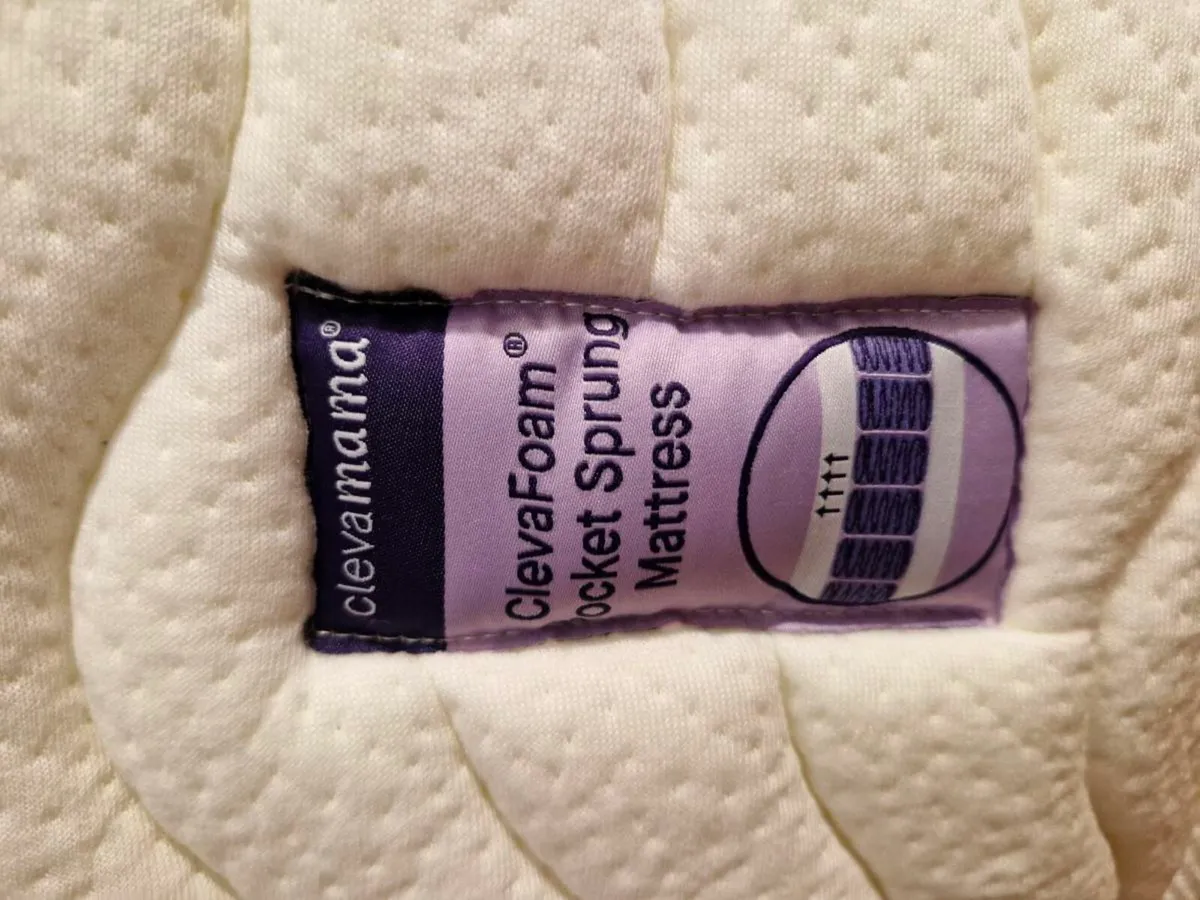 clevamama®
ClevaFoam®
ocket Sprung
Mattress